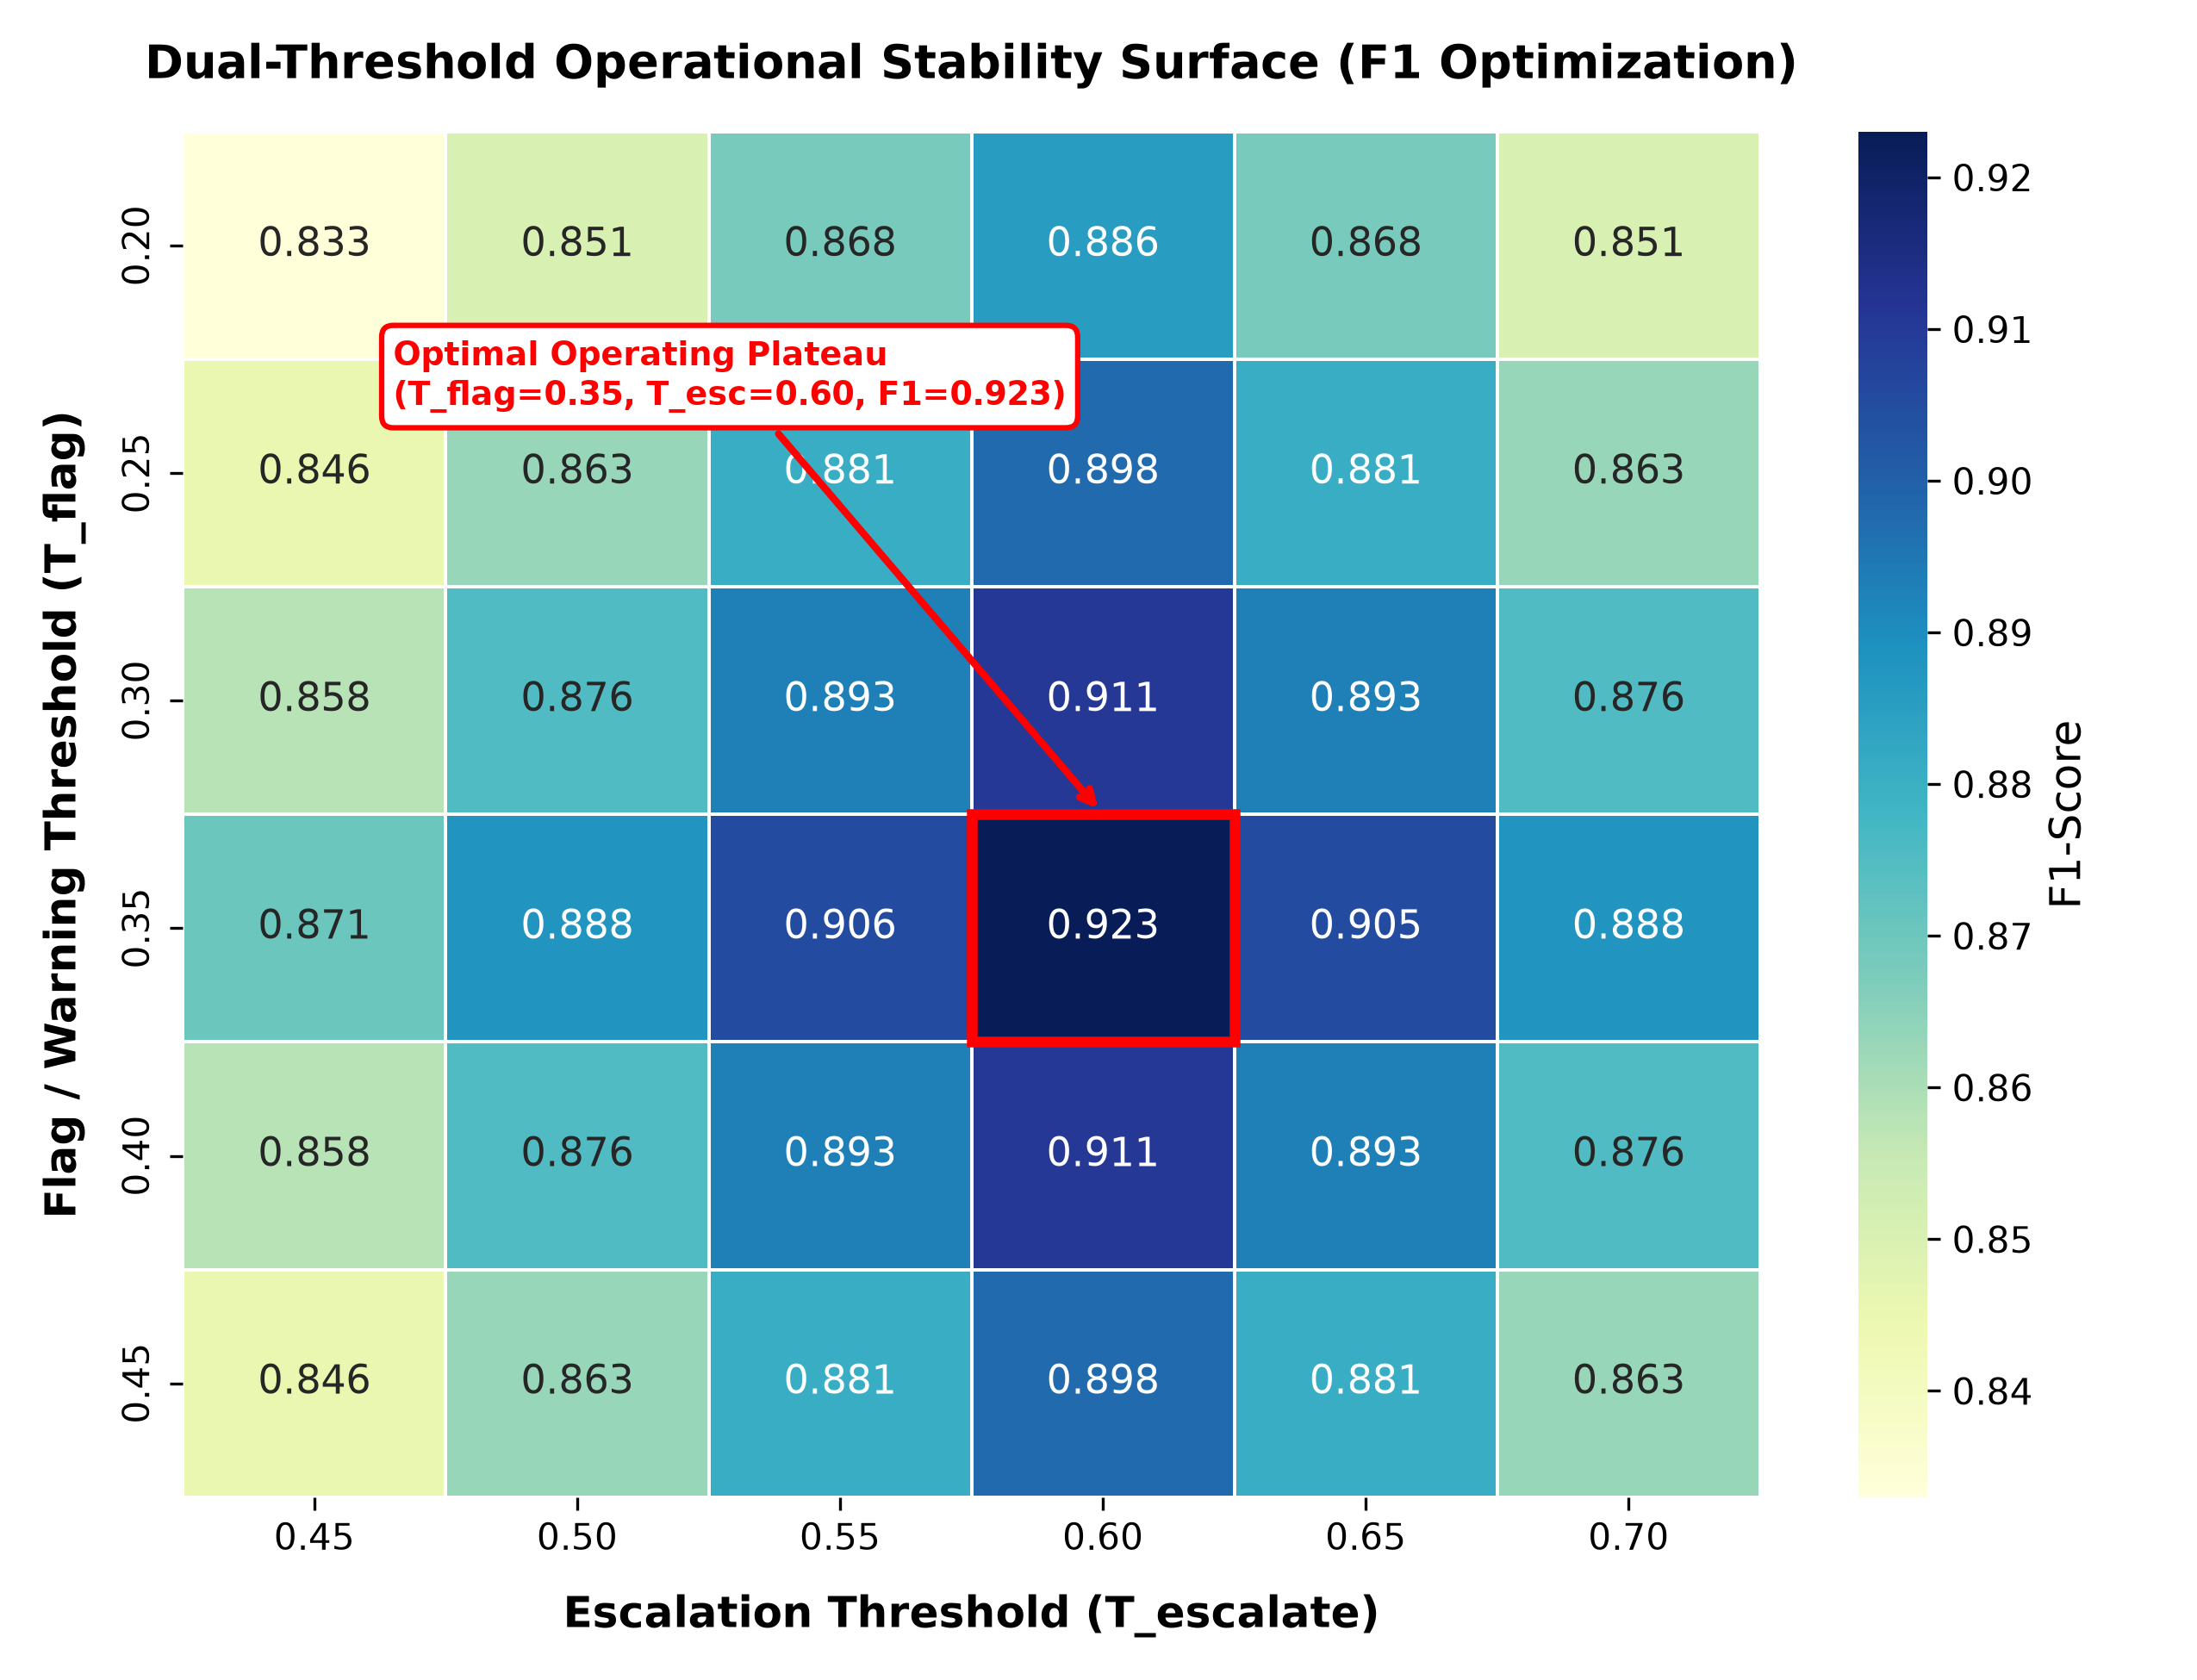 Dual-Threshold Operational Stability Surface (F1 Optimization)
Flag / Warning Threshold (T_flag)
0.20 0.833 0.851 0.868 0.886 0.868 0.851
Optimal Operating Plateau
(T_flag=0.35, T_esc=0.60, F1=0.923)
0.25 0.846 0.863 0.881 0.898 0.881 0.863
0.30 0.858 0.876 0.893 0.911 0.893 0.876
0.35 0.871 0.888 0.906 0.923 0.905 0.888
0.40 0.858 0.876 0.893 0.911 0.893 0.876
0.45 0.846 0.863 0.881 0.898 0.881 0.863
0.45 0.50 0.55 0.60 0.65 0.70
Escalation Threshold (T_escalate)
0.92
0.91
0.90
0.89
0.88
0.87
0.86
0.85
0.84
F1-Score